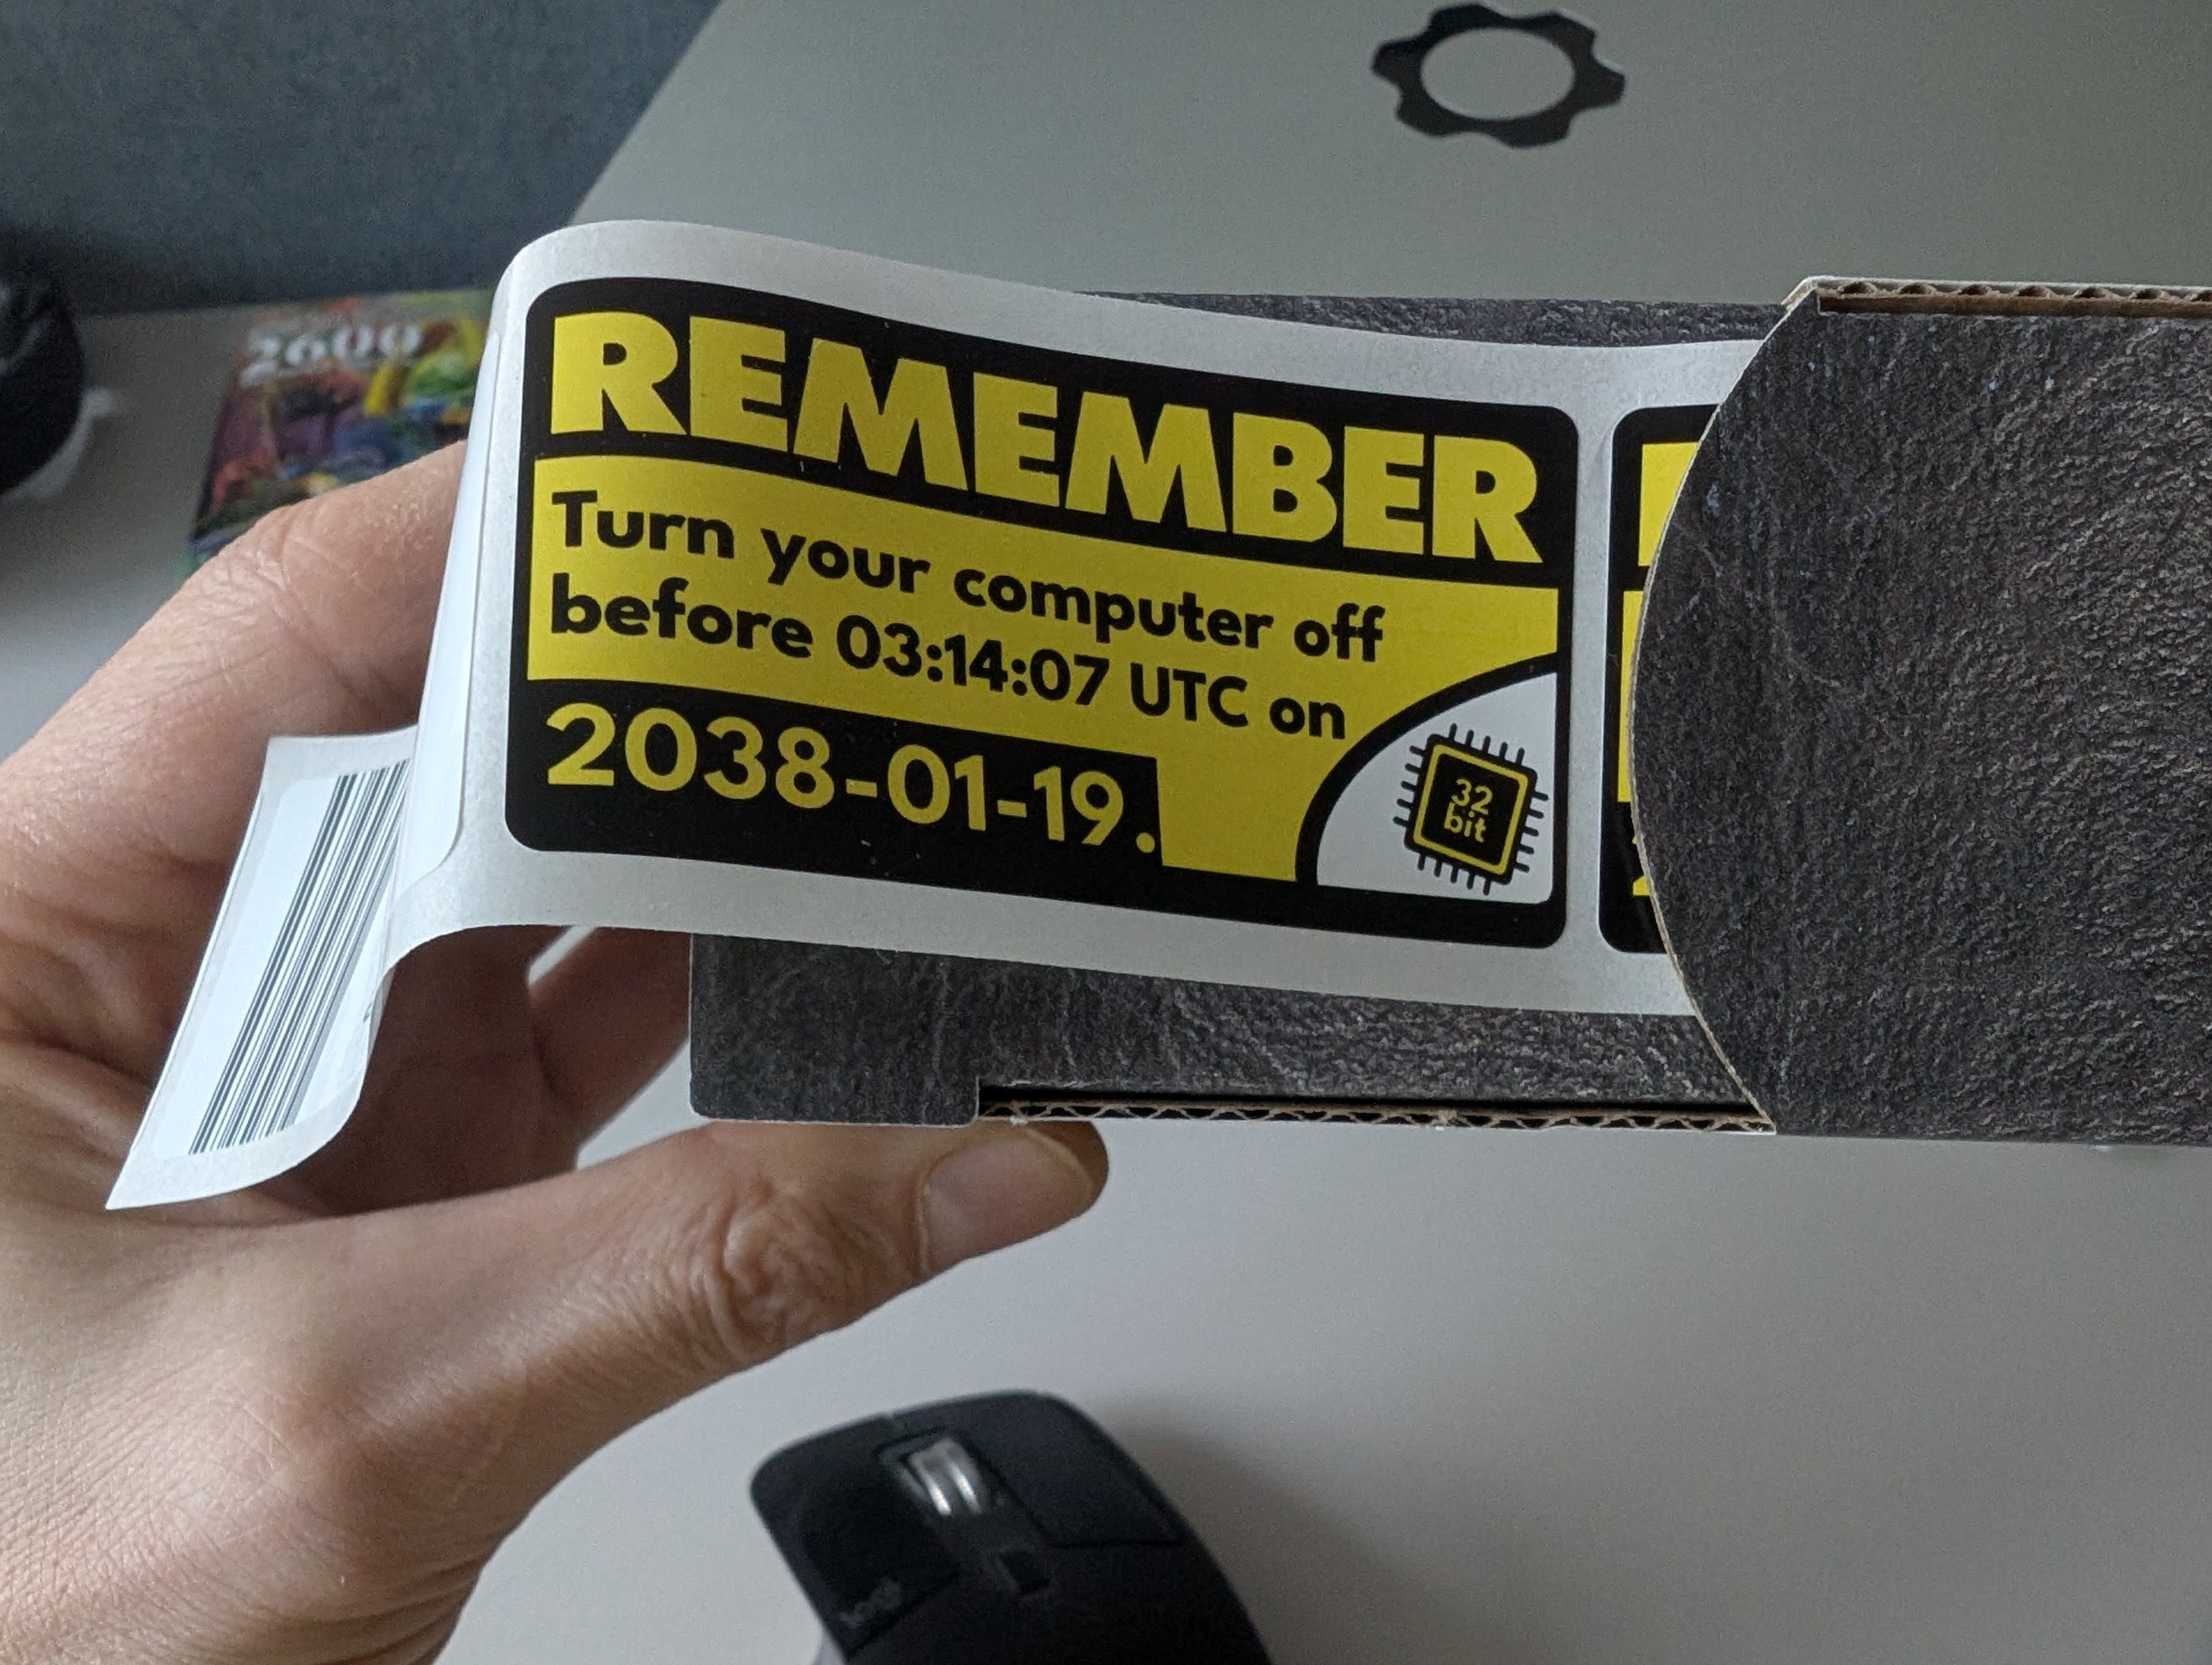 2600
REMEMBER
Turn your computer off
before 03:14:07 UTC on
2038-01-19.
32
bit